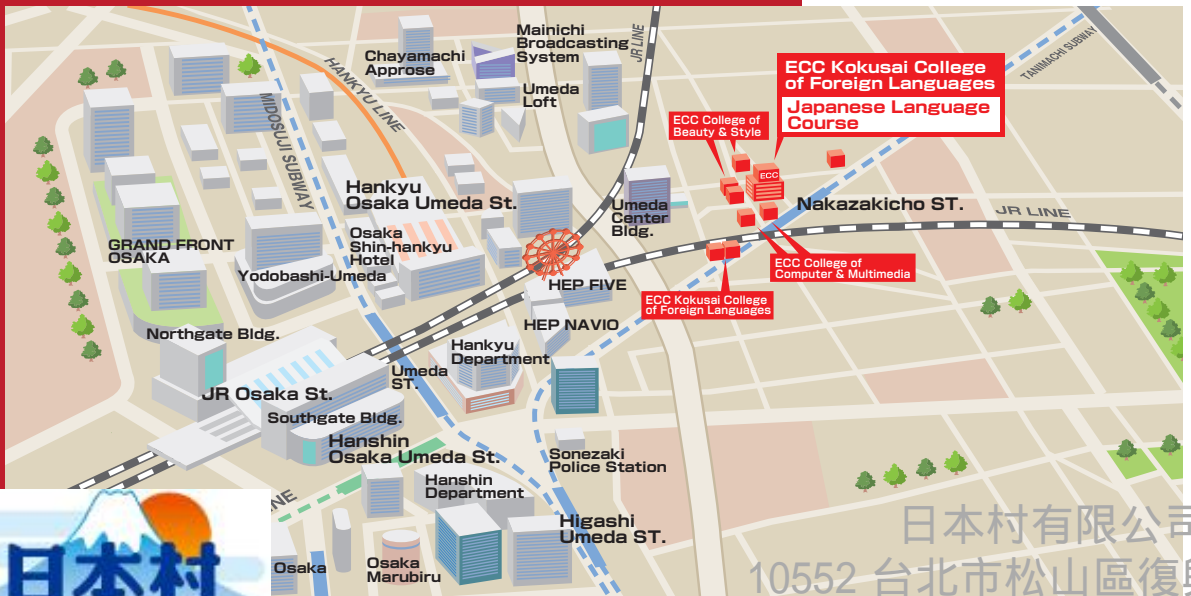 Mainichi
Broadcasting
System
JR LINE
TANIMACHI SUBWAY
Chayamachi
Approse
HANKYU LINE
Umeda
Loft
ECC Kokusai College
of Foreign Languages
Japanese Language
Course
ECC College of
Beauty & Style
ECC
MIDOSUJI SUBWAY
Hankyu
Osaka Umeda St.
Umeda
Center
Bldg.
Nakazakicho ST.
JR LINE
Osaka
Shin-hankyu
Hotel
GRAND FRONT
OSAKA
Yodobashi-Umeda
ECC College of
Computer & Multimedia
HEP FIVE
ECC Kokusai College
of Foreign Languages
HEP NAVIO
Northgate Bldg.
Hankyu
Department
Umeda
ST.
JR Osaka St.
Southgate Bldg.
Hanshin
Osaka Umeda St.
Sonezaki
Police Station
Hanshin
Department
INE
Higashi
Umeda ST.
Osaka
Osaka
Marubiru
日本村
日本村有限公司
10552 台北市松山區復興